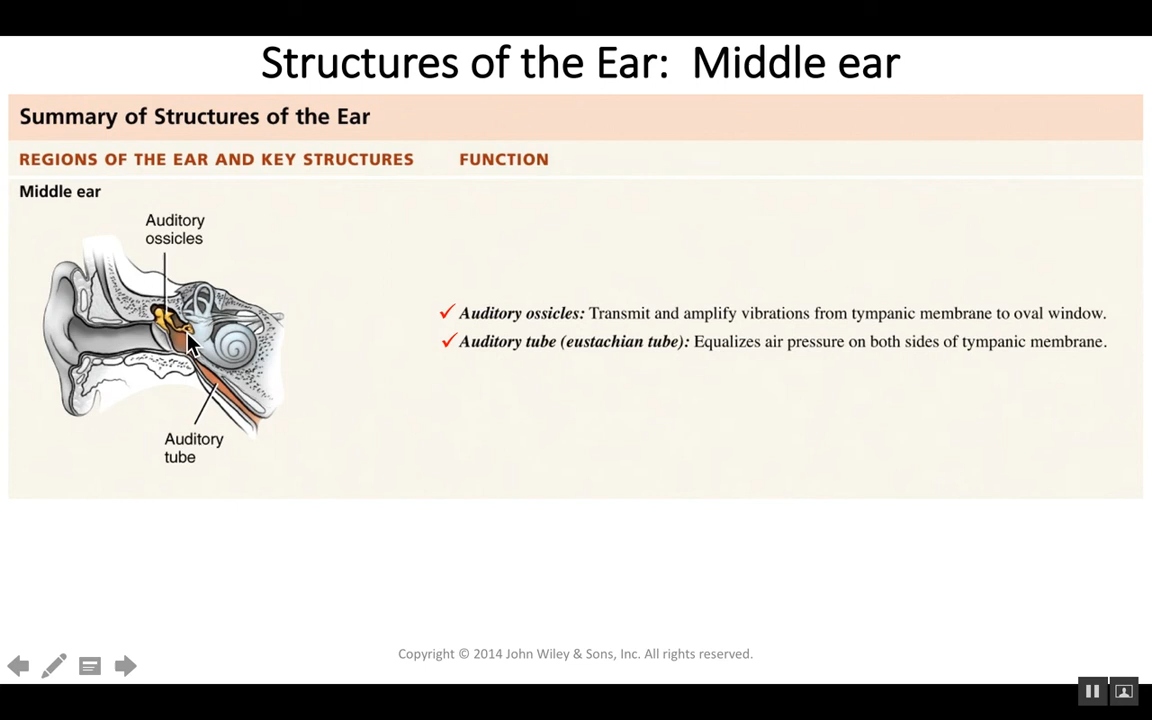 Structures of the Ear: Middle ear
Summary of Structures of the Ear
REGIONS OF THE EAR AND KEY STRUCTURES FUNCTION
Middle ear
Auditory
ossicles
✓ Auditory ossicles: Transmit and amplify vibrations from tympanic membrane to oval window.
✓ Auditory tube (eustachian tube): Equalizes air pressure on both sides of tympanic membrane.
Auditory
tube
Copyright © 2014 John Wiley & Sons, Inc. All rights reserved.